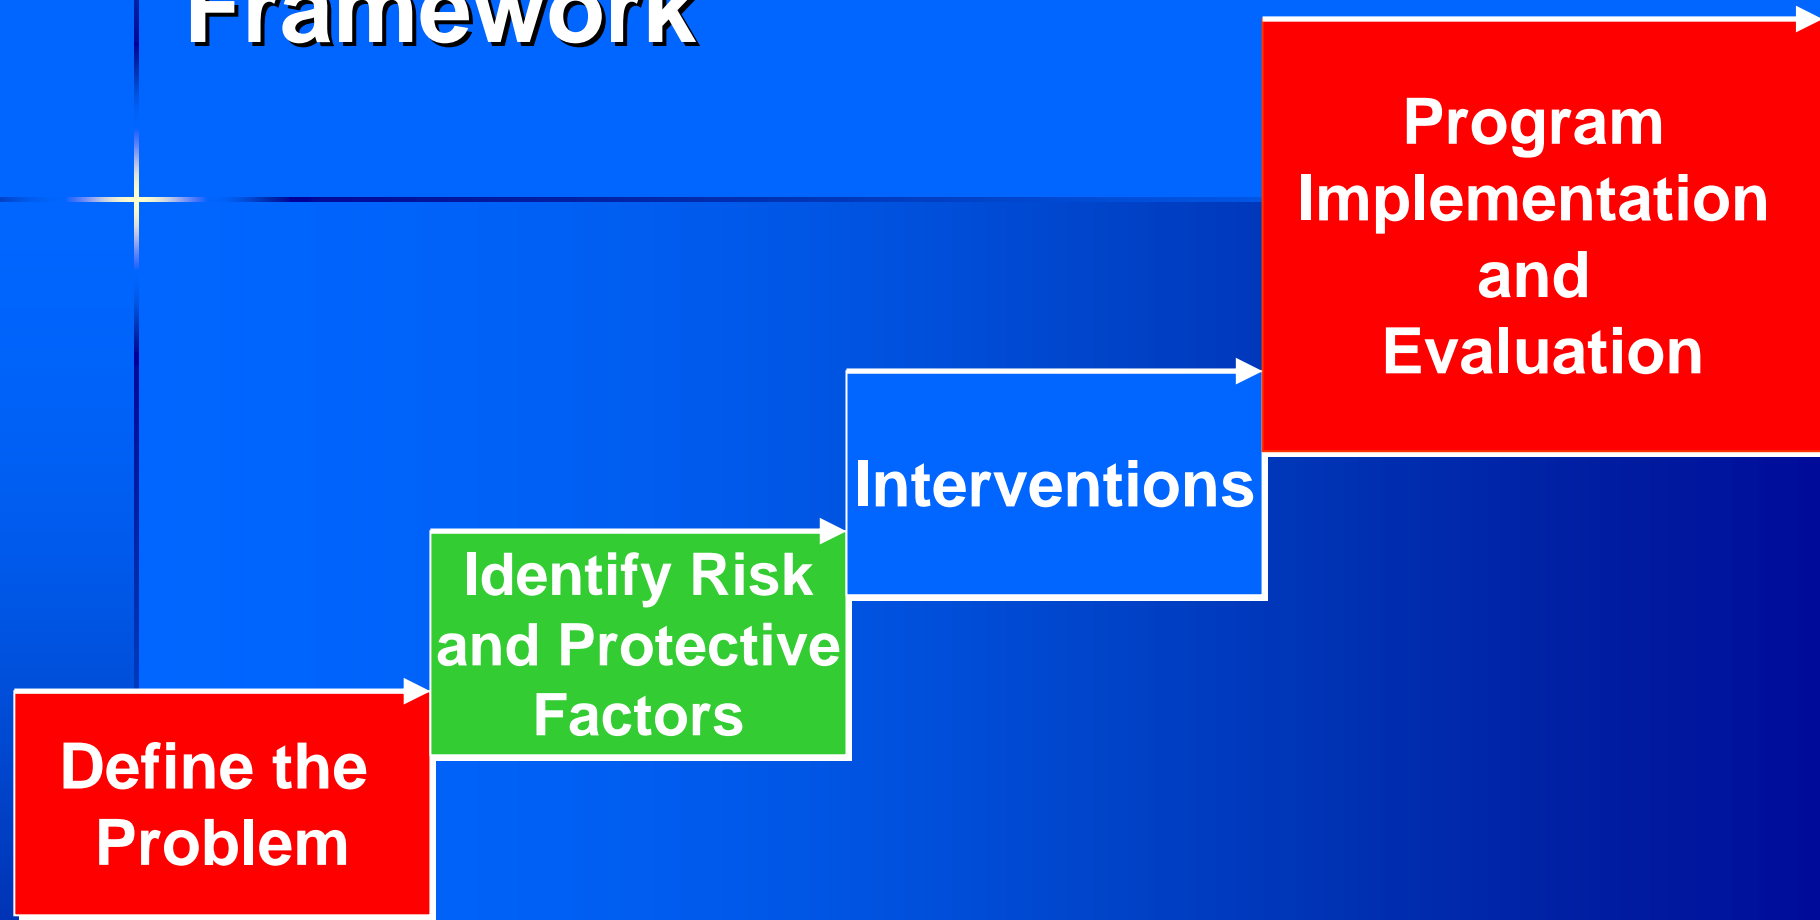 Framework
Program
Implementation
and
Evaluation
Interventions
Identify Risk
and Protective
Factors
Define the
Problem